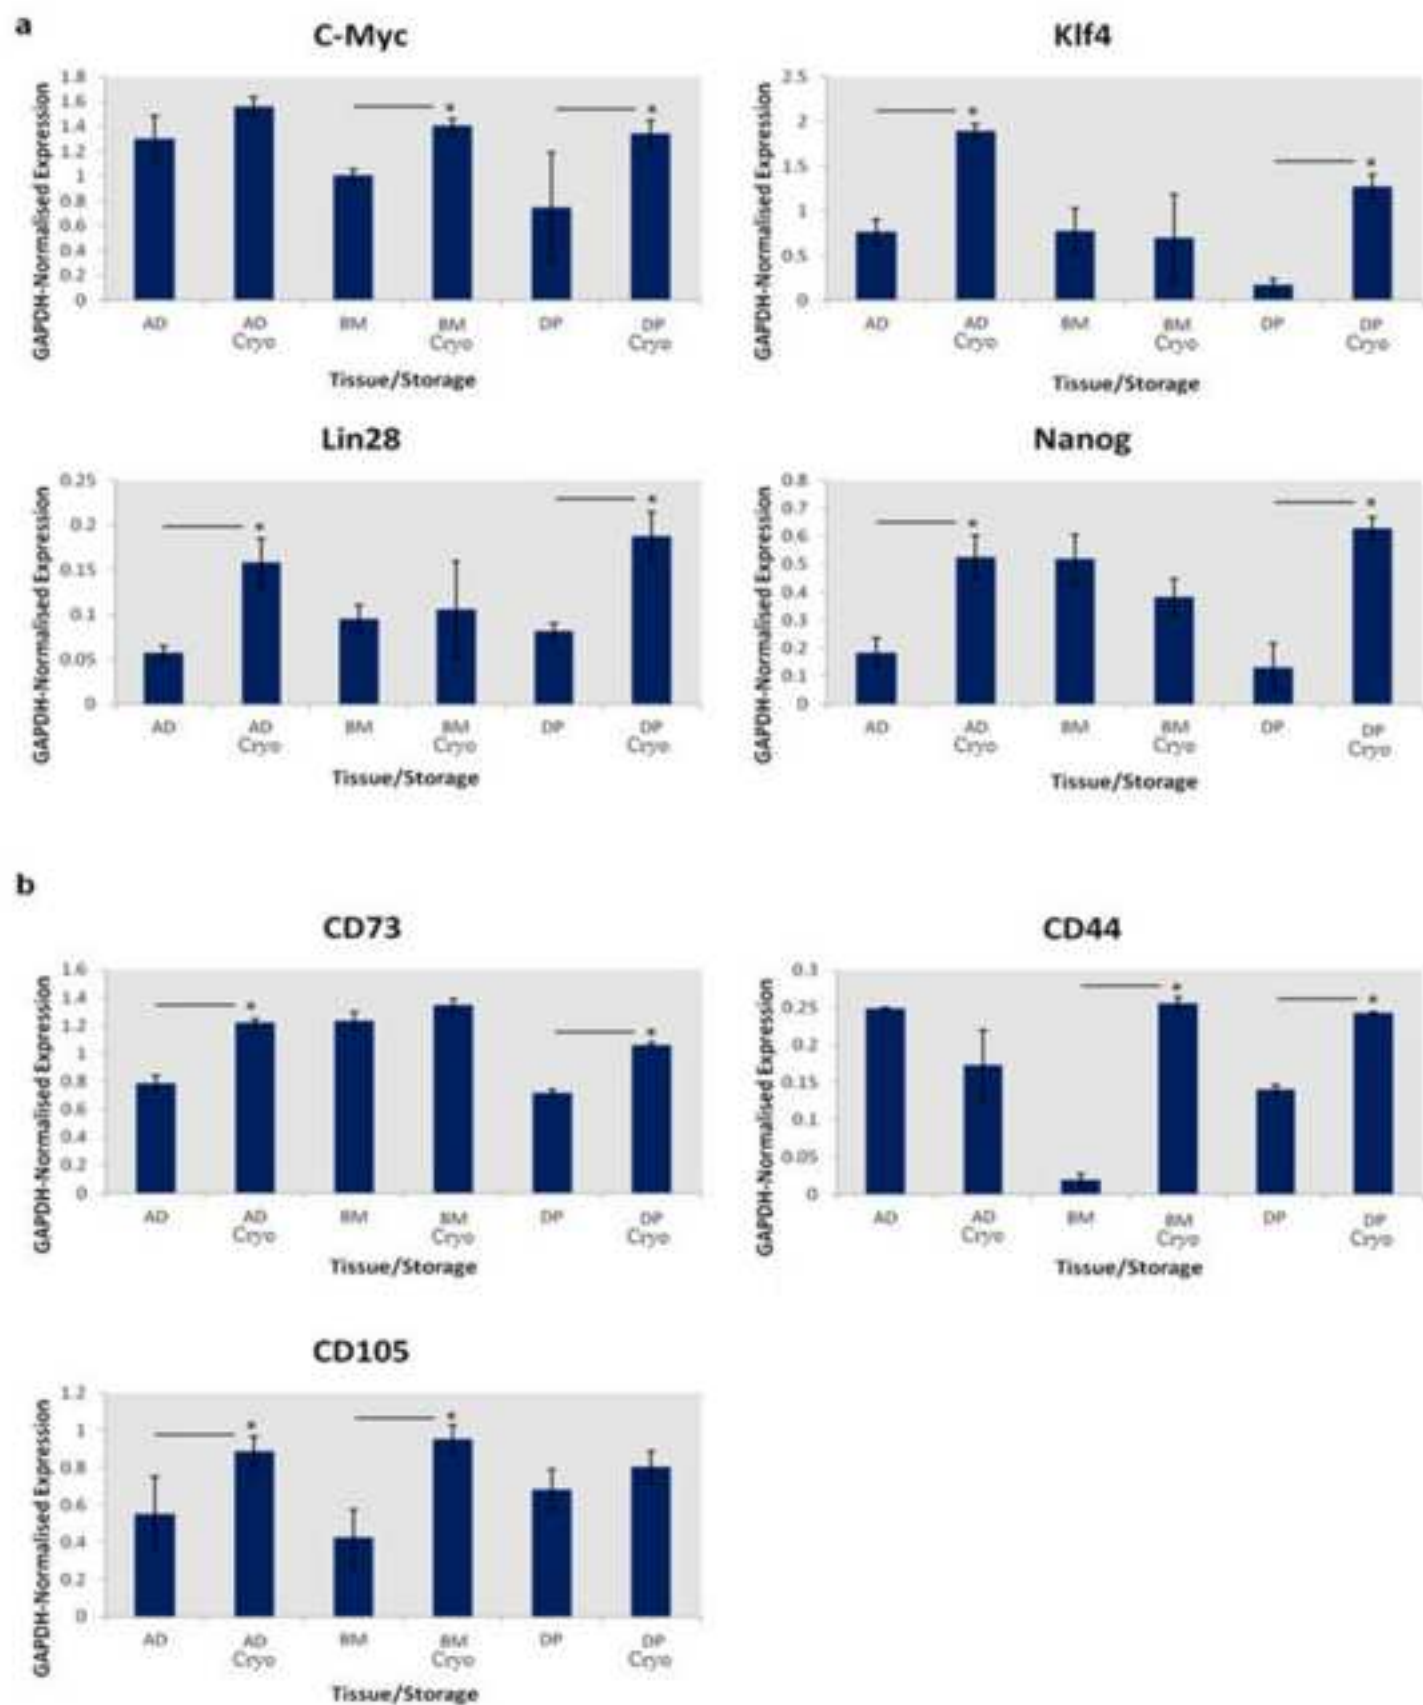 a
C-Myc
GAPDH-Normalised Expression
1.8
1.6
1.4
1.2
1
0.8
0.6
0.4
0.2
0
* *
AD AD BM BM DP DP
Cryo Cryo Cryo
Tissue/Storage
Klf4
GAPDH-Normalised Expression
2.5
2
1.5
1
0.5
0
* *
AD AD BM BM DP DP
Cryo Cryo Cryo
Tissue/Storage
Lin28
GAPDH-Normalised Expression
0.25
0.2
0.15
0.1
0.05
0
* *
AD AD BM BM DP DP
Cryo Cryo Cryo
Tissue/Storage
Nanog
GAPDH-Normalised Expression
0.8
0.7
0.6
0.5
0.4
0.3
0.2
0.1
0
* *
AD AD BM BM DP DP
Cryo Cryo Cryo
Tissue/Storage
b
CD73
GAPDH-Normalised Expression
1.6
1.4
1.2
1
0.8
0.6
0.4
0.2
0
* *
AD AD BM BM DP DP
Cryo Cryo Cryo
Tissue/Storage
CD44
GAPDH-Normalised Expression
0.3
0.25
0.2
0.15
0.1
0.05
0
* *
AD AD BM BM DP DP
Cryo Cryo Cryo
Tissue/Storage
CD105
GAPDH-Normalised Expression
1.2
1
0.8
0.6
0.4
0.2
0
* *
AD AD BM BM DP DP
Cryo Cryo Cryo
Tissue/Storage